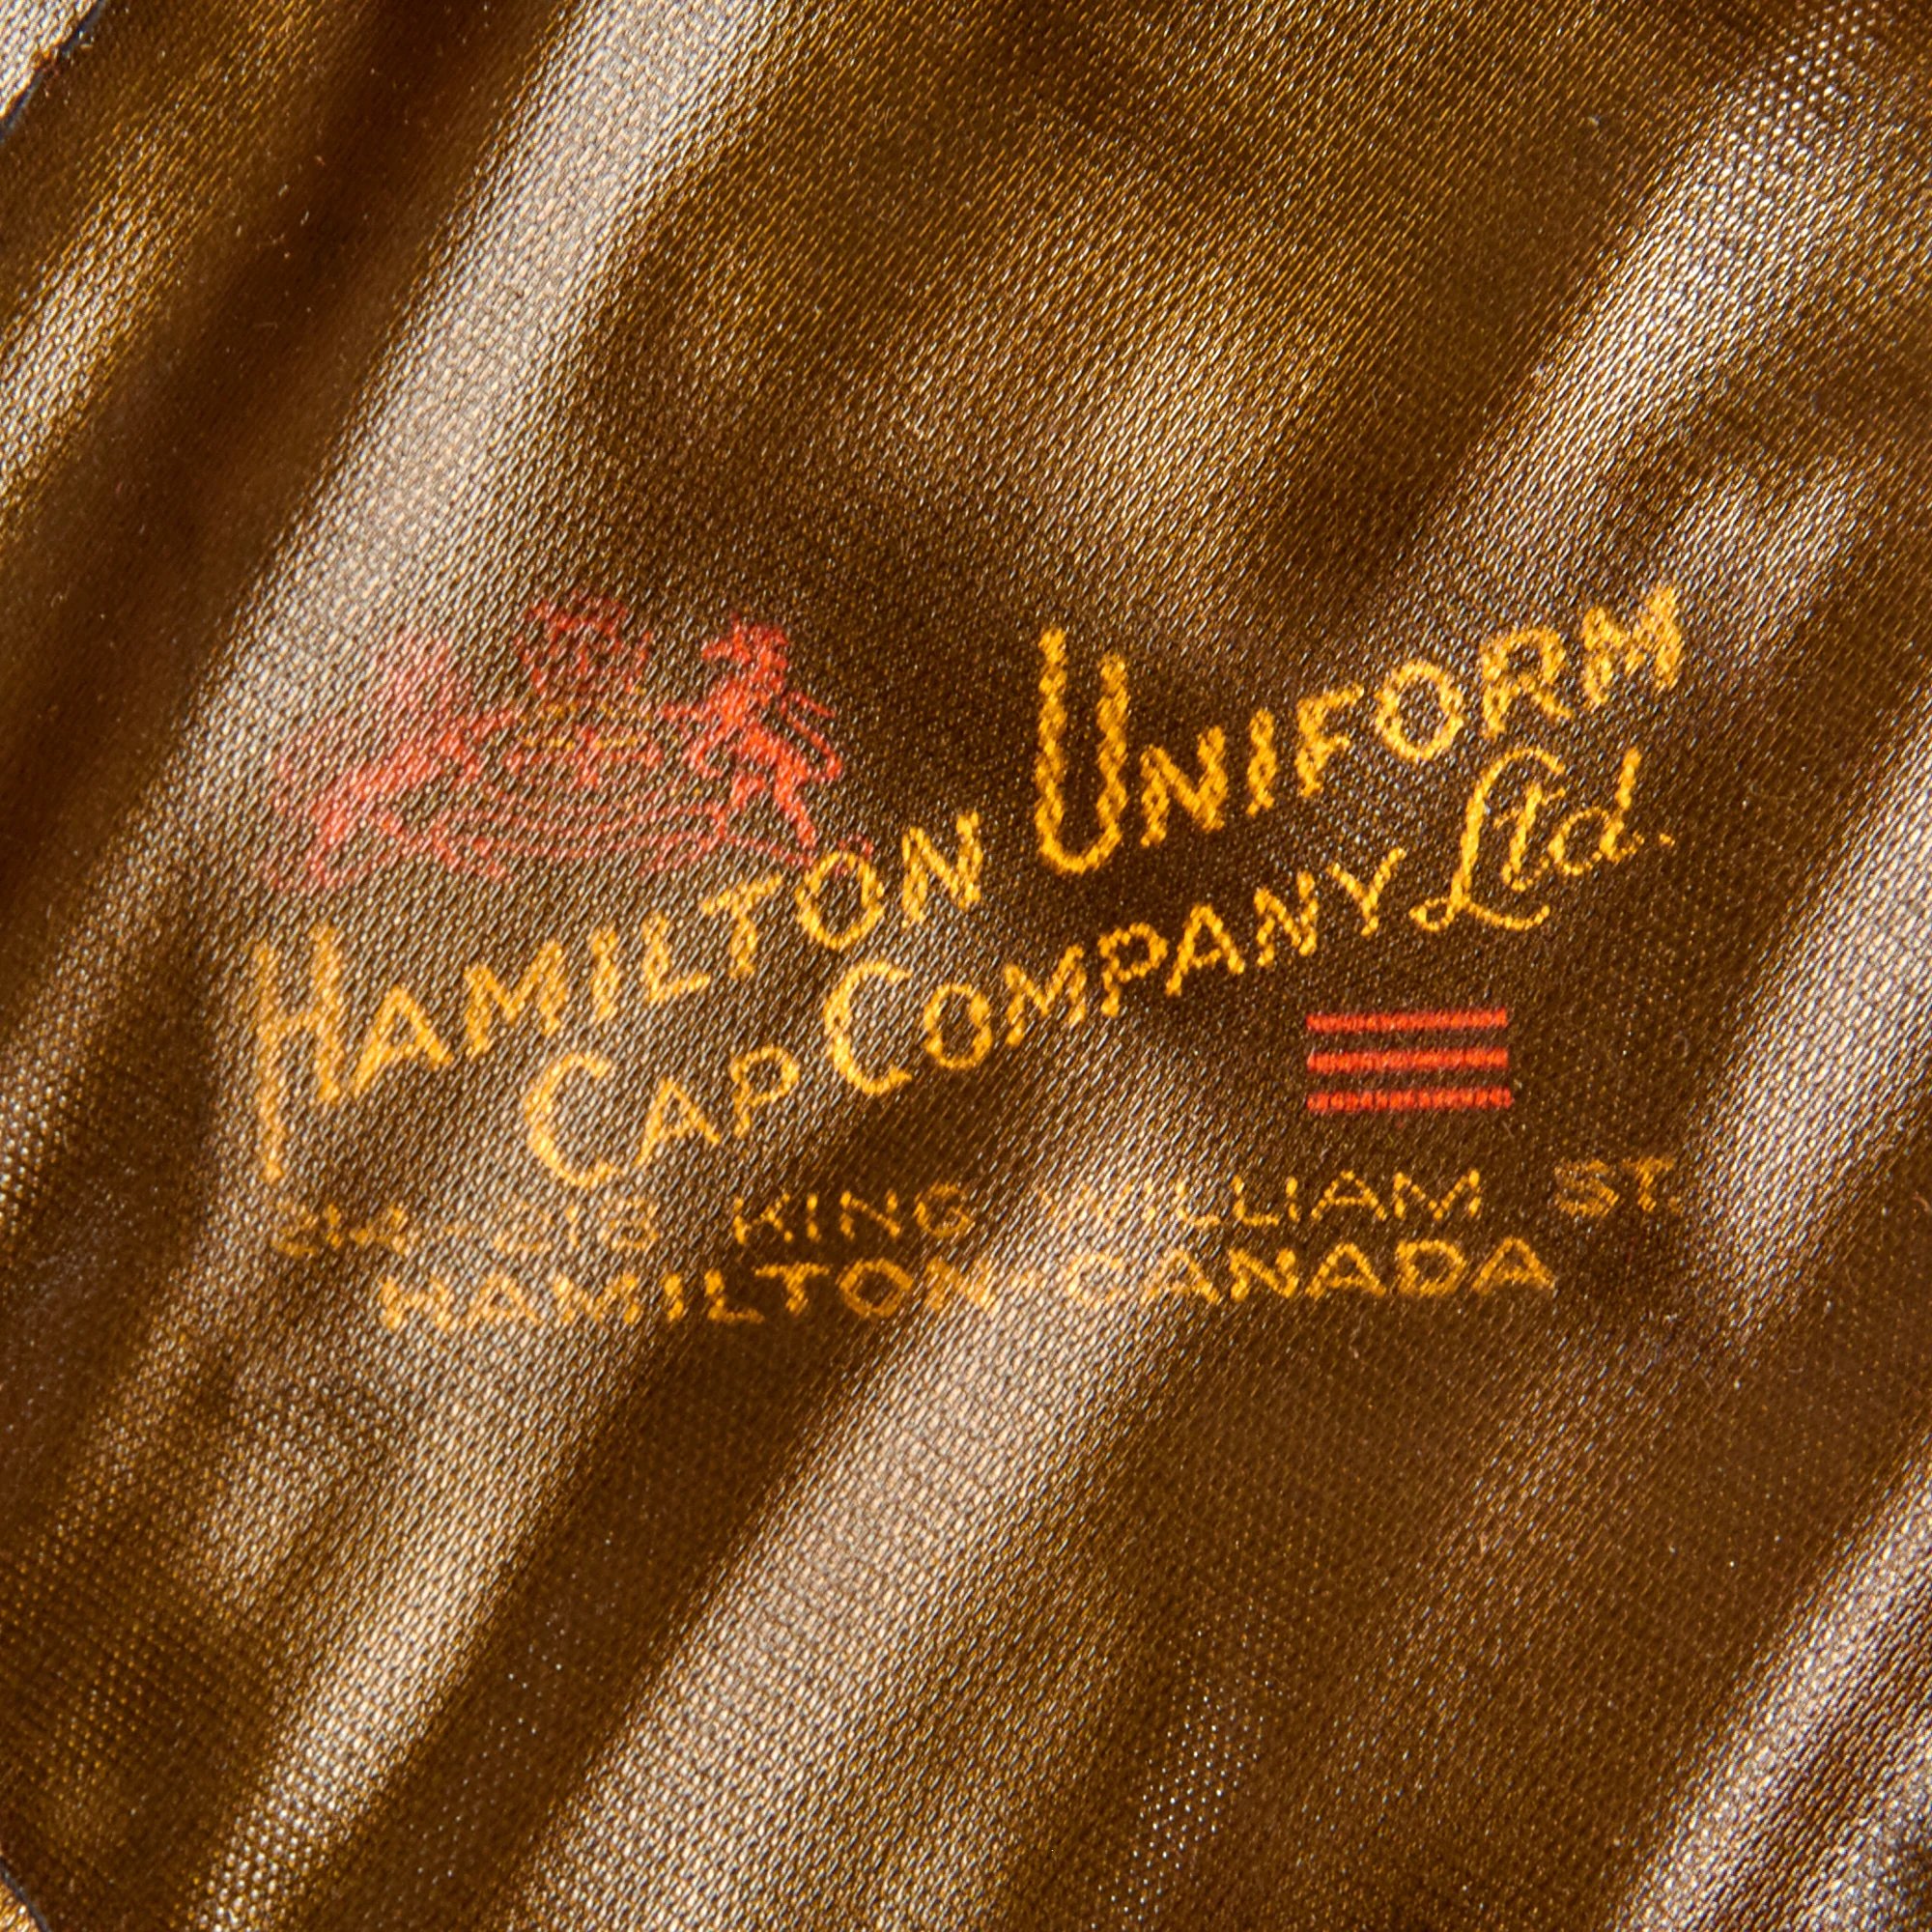 HAMILTON UNIFORM
CAP COMPANY Ltd.
KING WILLIAM ST.
HAMILTON-CANADA